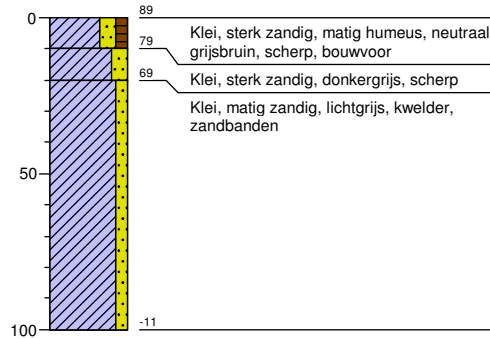 0
89
Klei, sterk zandig, matig humeus, neutraal
grijsbruin, scherp, bouwvoor
79
Klei, sterk zandig, donkergrijs, scherp
69
Klei, matig zandig, lichtgrijs, kwelder,
zandbanden
50
100
-11